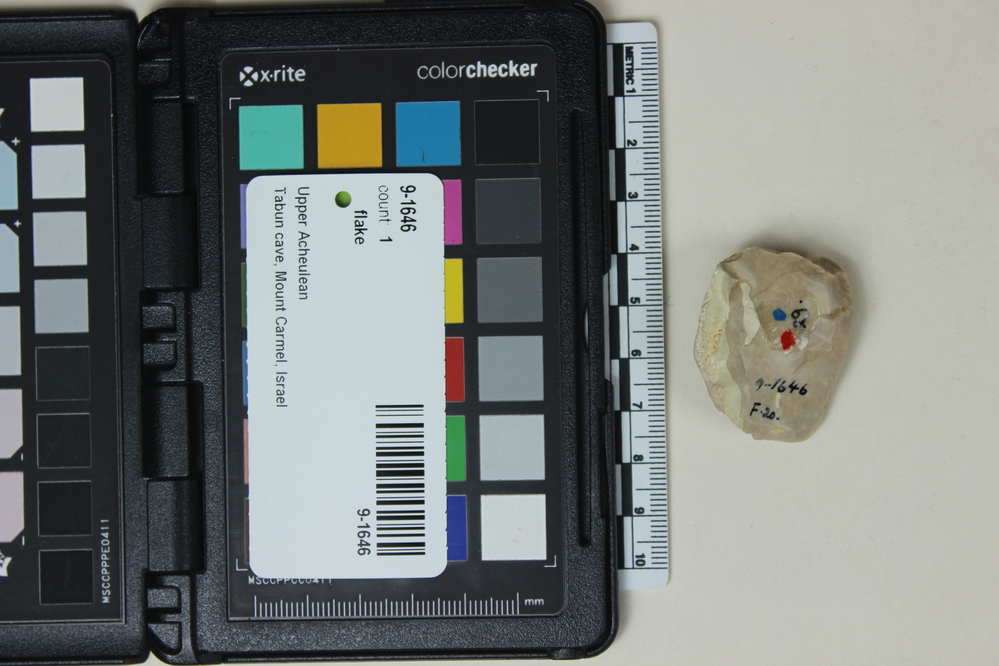 x·rite
colorchecker
9-1646
count: 1
flake
Upper Acheulean
Tabun cave, Mount Carmel, Israel
9-1646
MSCCPPE0411
mm
METRIC 1
2
3
4
5
6
7
8
9
10
9-1646
F.20.